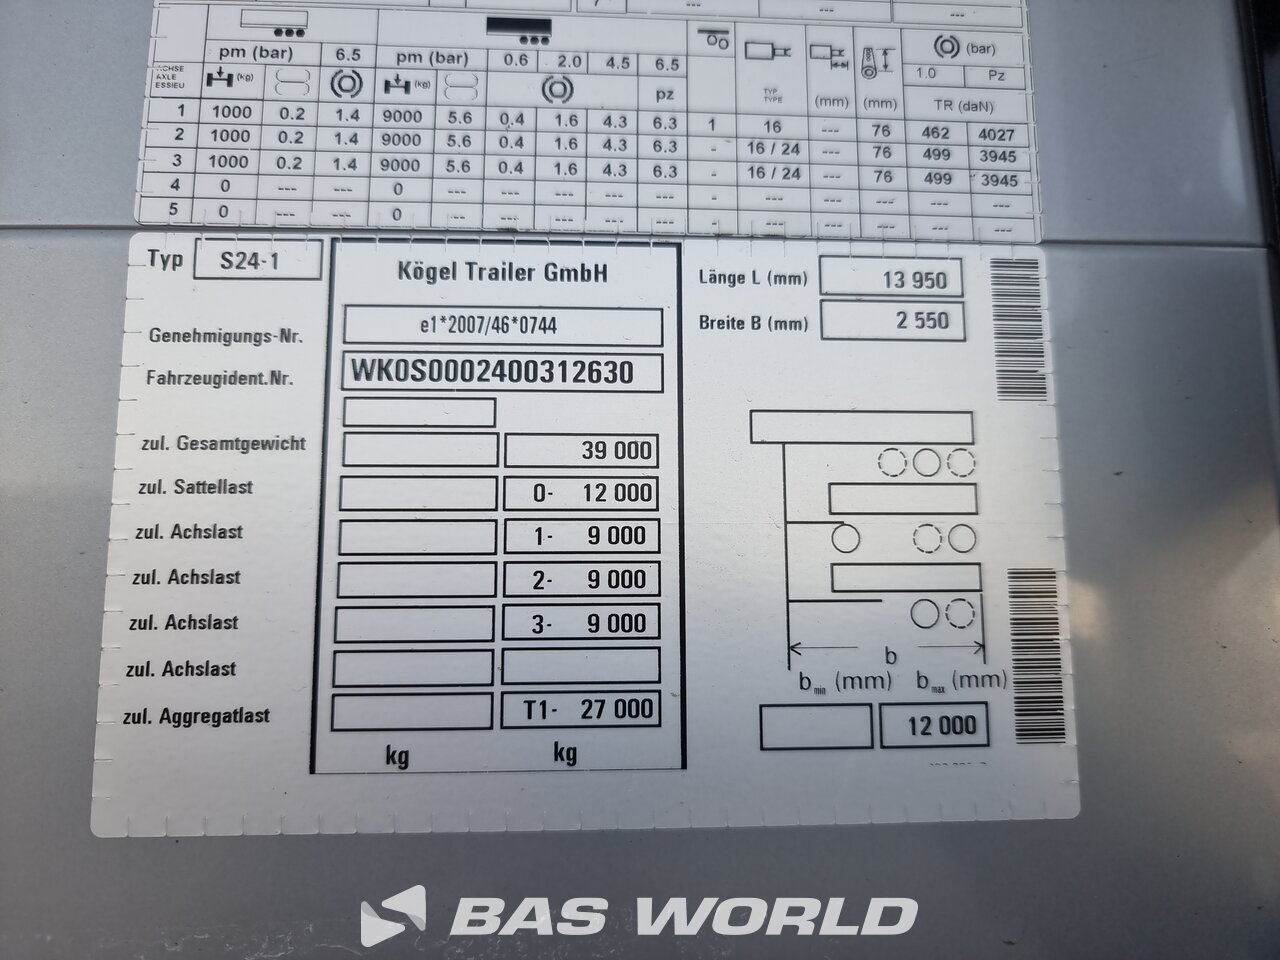 --- --- ---
pm (bar) 6.5 pm (bar) 0.6 2.0 4.5 6.5 (bar)
ACHSE AXLE ESSIEU (kg) (kg) pz TYP TYPE (mm) (mm) 1.0 Pz
TR (daN)
1 1000 0.2 1.4 9000 5.6 0.4 1.6 4.3 6.3 1 16 --- 76 462 4027
2 1000 0.2 1.4 9000 5.6 0.4 1.6 4.3 6.3 - 16 / 24 --- 76 499 3945
3 1000 0.2 1.4 9000 5.6 0.4 1.6 4.3 6.3 - 16 / 24 --- 76 499 3945
4 0 --- --- 0 --- --- --- --- --- - --- --- --- --- ---
5 0 --- --- 0 --- --- --- --- --- - --- --- --- --- ---
Typ S24-1
Kögel Trailer GmbH
Länge L (mm) 13 950
Breite B (mm) 2 550
Genehmigungs-Nr. e1*2007/46*0744
Fahrzeugident.Nr. WK0S0002400312630
zul. Gesamtgewicht 39 000
zul. Sattellast 0- 12 000
zul. Achslast 1- 9 000
zul. Achslast 2- 9 000
zul. Achslast 3- 9 000
zul. Achslast
zul. Aggregatlast T1- 27 000
kg kg
b
b min (mm) b max (mm)
12 000
BAS WORLD